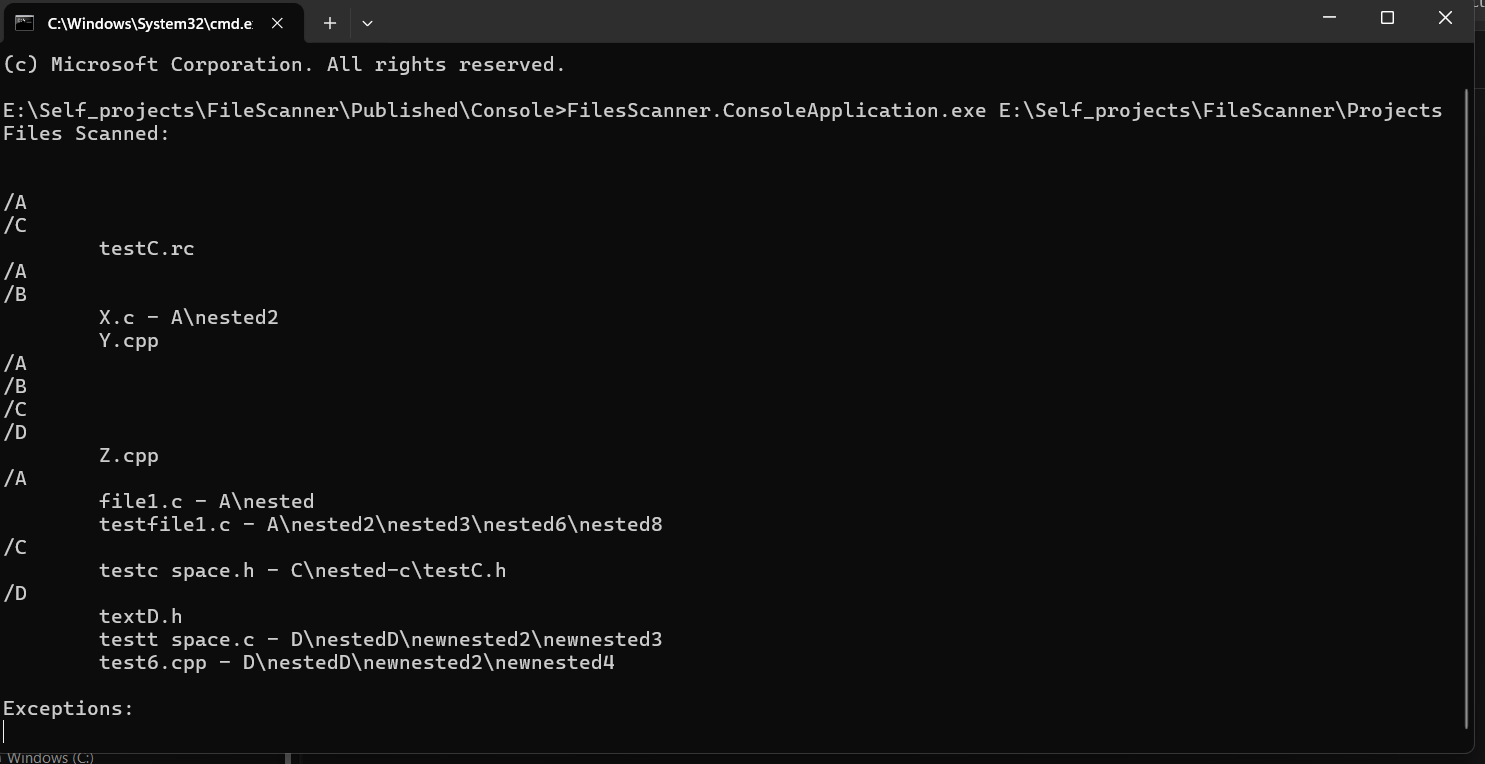 C:\Windows\System32\cmd.e
(c) Microsoft Corporation. All rights reserved.
E:\Self_projects\FileScanner\Published\Console>FilesScanner.ConsoleApplication.exe E:\Self_projects\FileScanner\Projects
Files Scanned:
/A
/C
testC.rc
/A
/B
X.c - A\nested2
Y.cpp
/A
/B
/C
/D
Z.cpp
/A
file1.c - A\nested
testfile1.c - A\nested2\nested3\nested6\nested8
/C
testc space.h - C\nested-c\testC.h
/D
textD.h
testt space.c - D\nestedD\newnested2\newnested3
test6.cpp - D\nestedD\newnested2\newnested4
Exceptions:
Windows (C:)